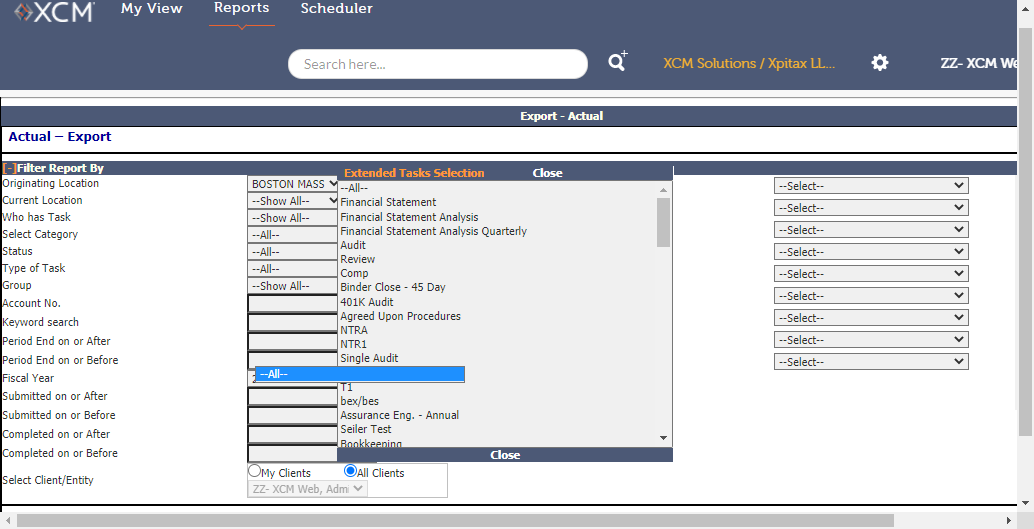 XCM
My View
Reports
Scheduler
Search here...
XCM Solutions / Xpitax LL...
ZZ- XCM We
Export - Actual
Actual – Export
[-]Filter Report By
Extended Tasks Selection
Close
Originating Location
BOSTON MASS
--All--
--Select--
Current Location
--Show All--
Financial Statement
--Select--
Who has Task
--Show All--
Financial Statement Analysis
--Select--
Select Category
--All--
Financial Statement Analysis Quarterly
--Select--
Status
--All--
Audit
--Select--
Type of Task
--All--
Review
--Select--
Group
--Show All--
Comp
--Select--
Account No.
Binder Close - 45 Day
--Select--
Keyword search
401K Audit
--Select--
Period End on or After
Agreed Upon Procedures
Period End on or Before
NTRA
NTR1
Single Audit
Fiscal Year
--All--
Submitted on or After
T1
bex/bes
Submitted on or Before
Assurance Eng. - Annual
Completed on or After
Seiler Test
Completed on or Before
Bookkeeping
Close
Select Client/Entity
My Clients
All Clients
ZZ- XCM Web, Adm